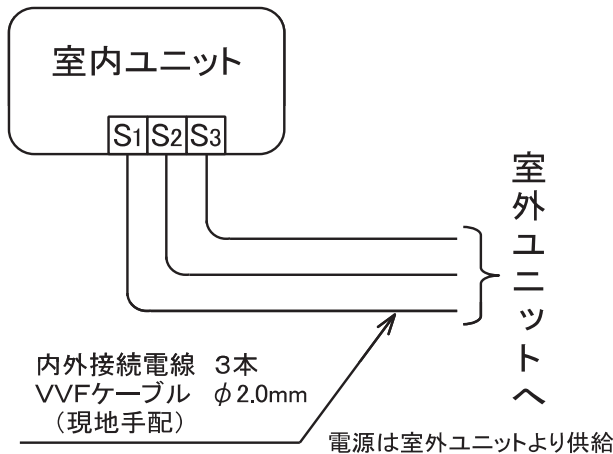 室内ユニット
S1 S2 S3
室外ユニットへ
内外接続電線 3本
VVFケーブル φ2.0mm
(現地手配)
電源は室外ユニットより供給